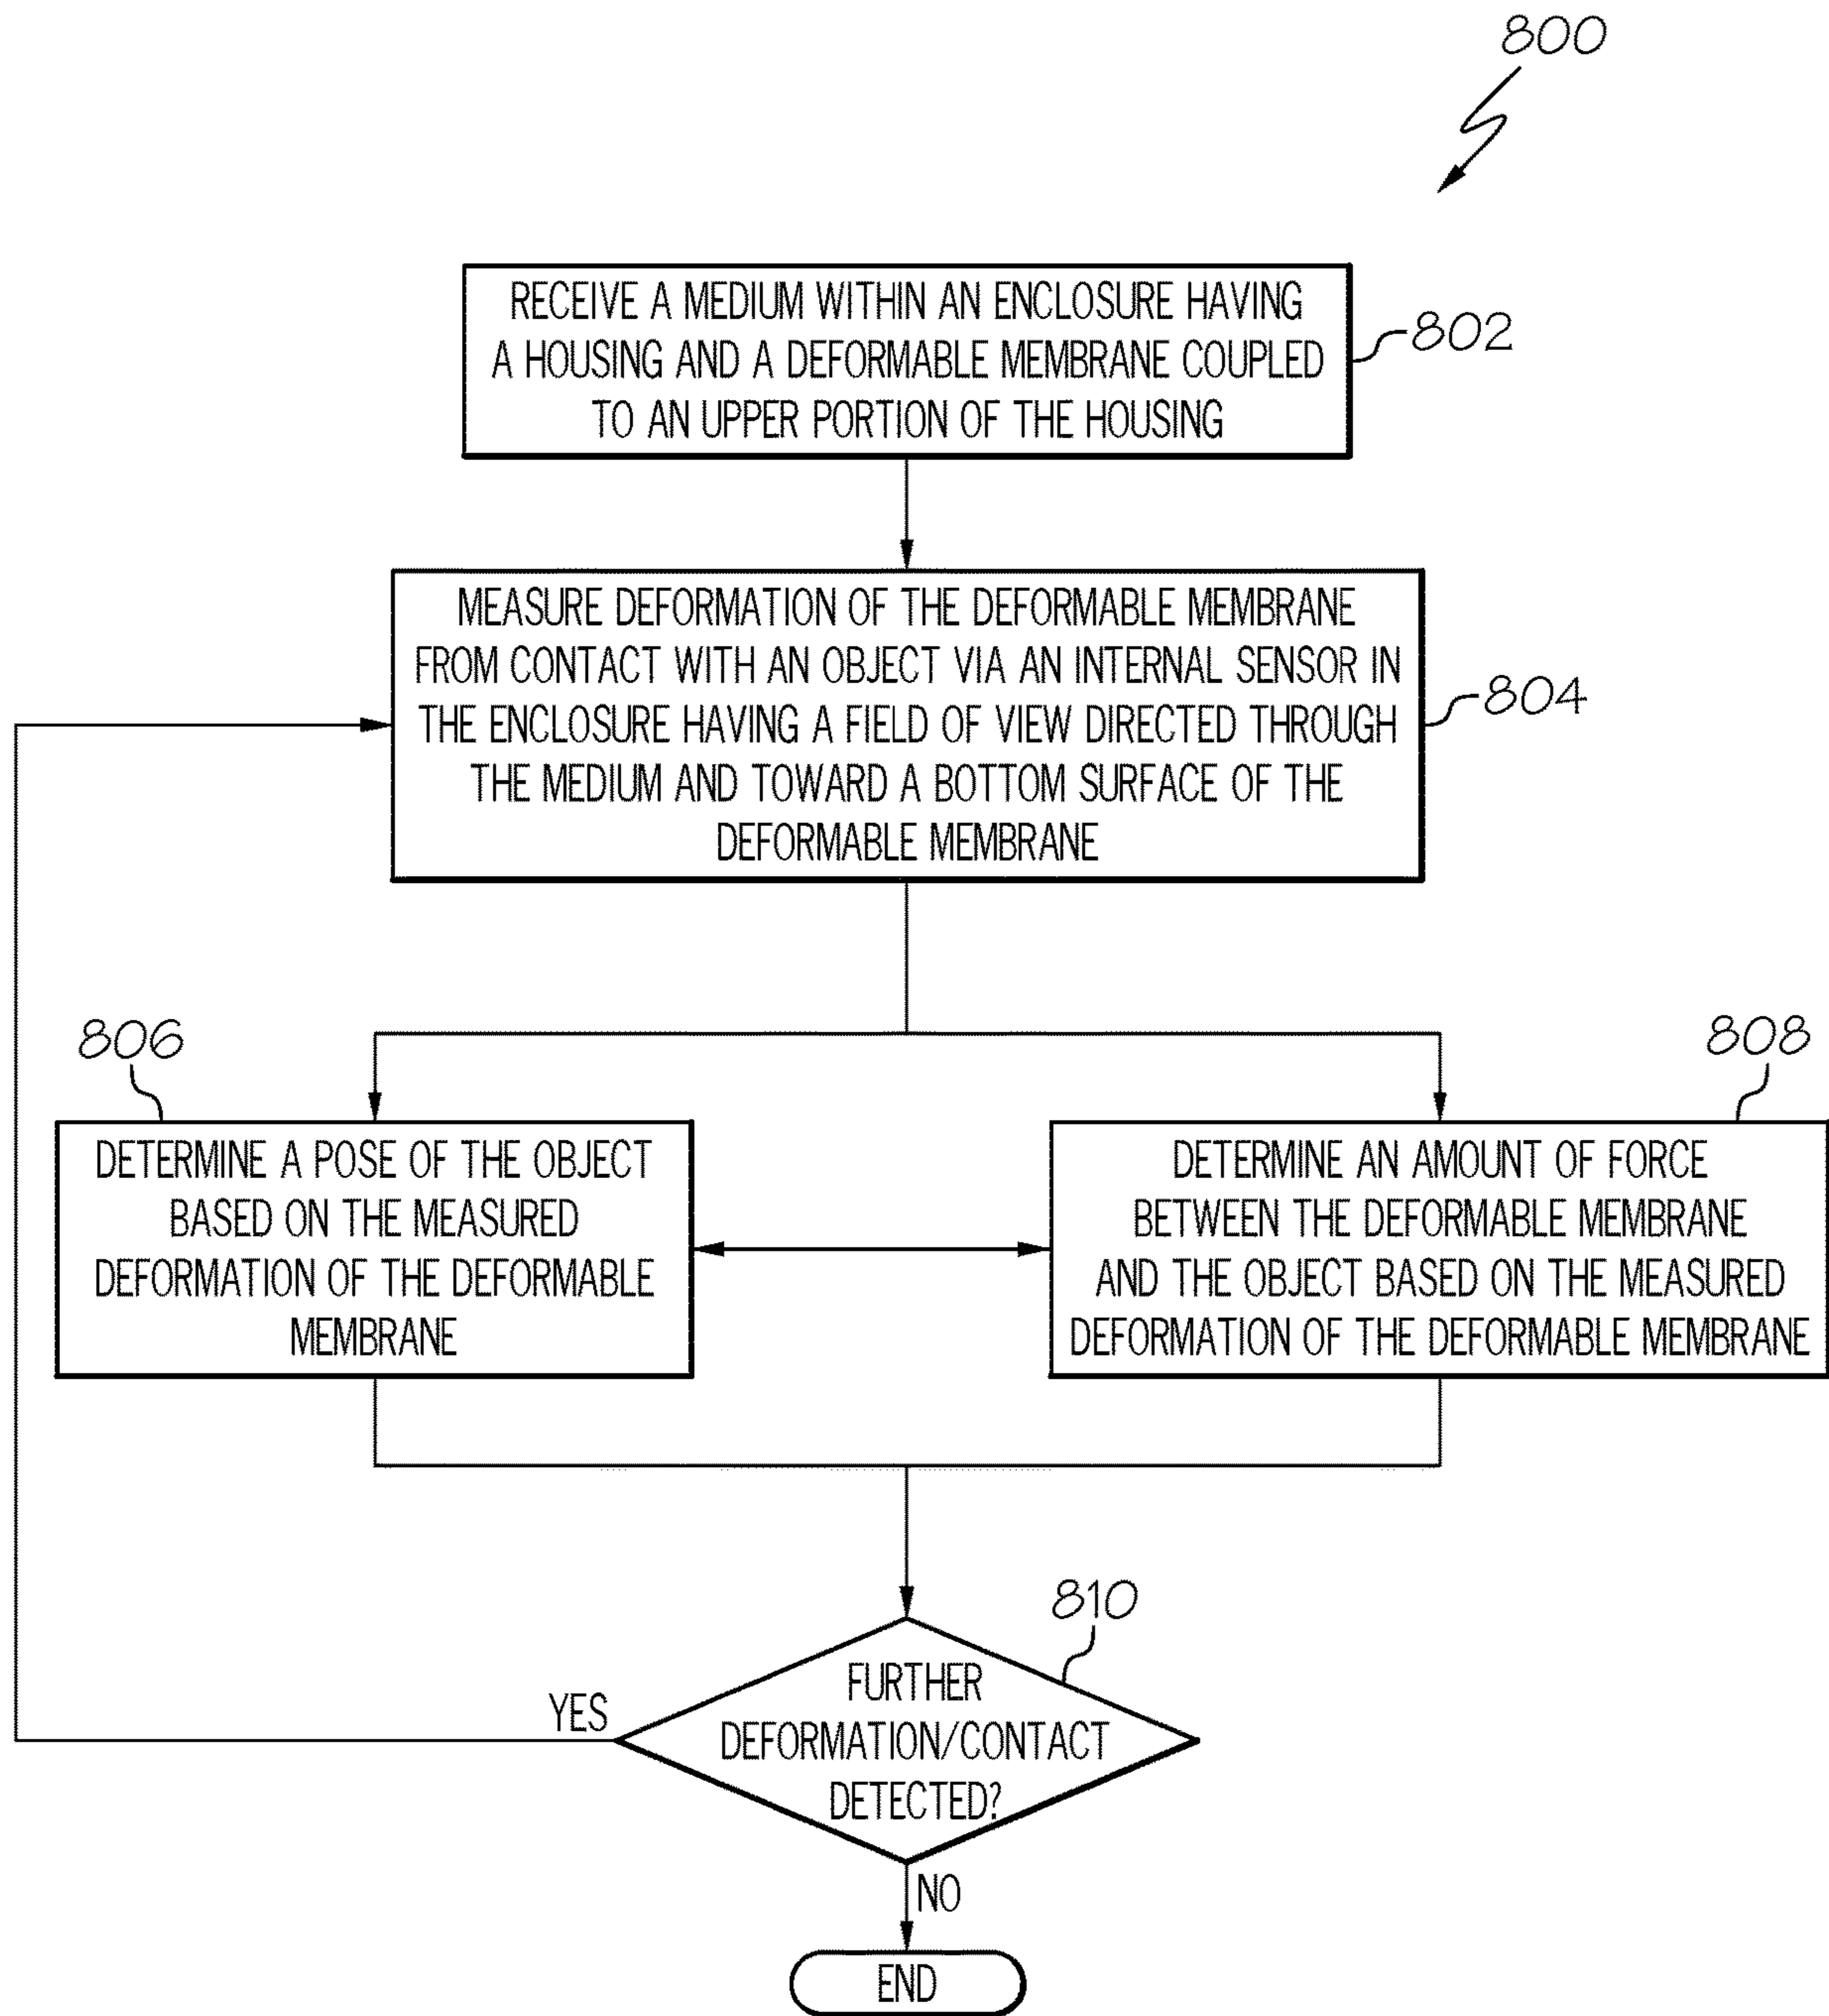 800
RECEIVE A MEDIUM WITHIN AN ENCLOSURE HAVING
A HOUSING AND A DEFORMABLE MEMBRANE COUPLED
TO AN UPPER PORTION OF THE HOUSING
802
MEASURE DEFORMATION OF THE DEFORMABLE MEMBRANE
FROM CONTACT WITH AN OBJECT VIA AN INTERNAL SENSOR IN
THE ENCLOSURE HAVING A FIELD OF VIEW DIRECTED THROUGH
THE MEDIUM AND TOWARD A BOTTOM SURFACE OF THE
DEFORMABLE MEMBRANE
804
806
DETERMINE A POSE OF THE OBJECT
BASED ON THE MEASURED
DEFORMATION OF THE DEFORMABLE
MEMBRANE
808
DETERMINE AN AMOUNT OF FORCE
BETWEEN THE DEFORMABLE MEMBRANE
AND THE OBJECT BASED ON THE MEASURED
DEFORMATION OF THE DEFORMABLE MEMBRANE
810
FURTHER
DEFORMATION/CONTACT
DETECTED?
YES
NO
END